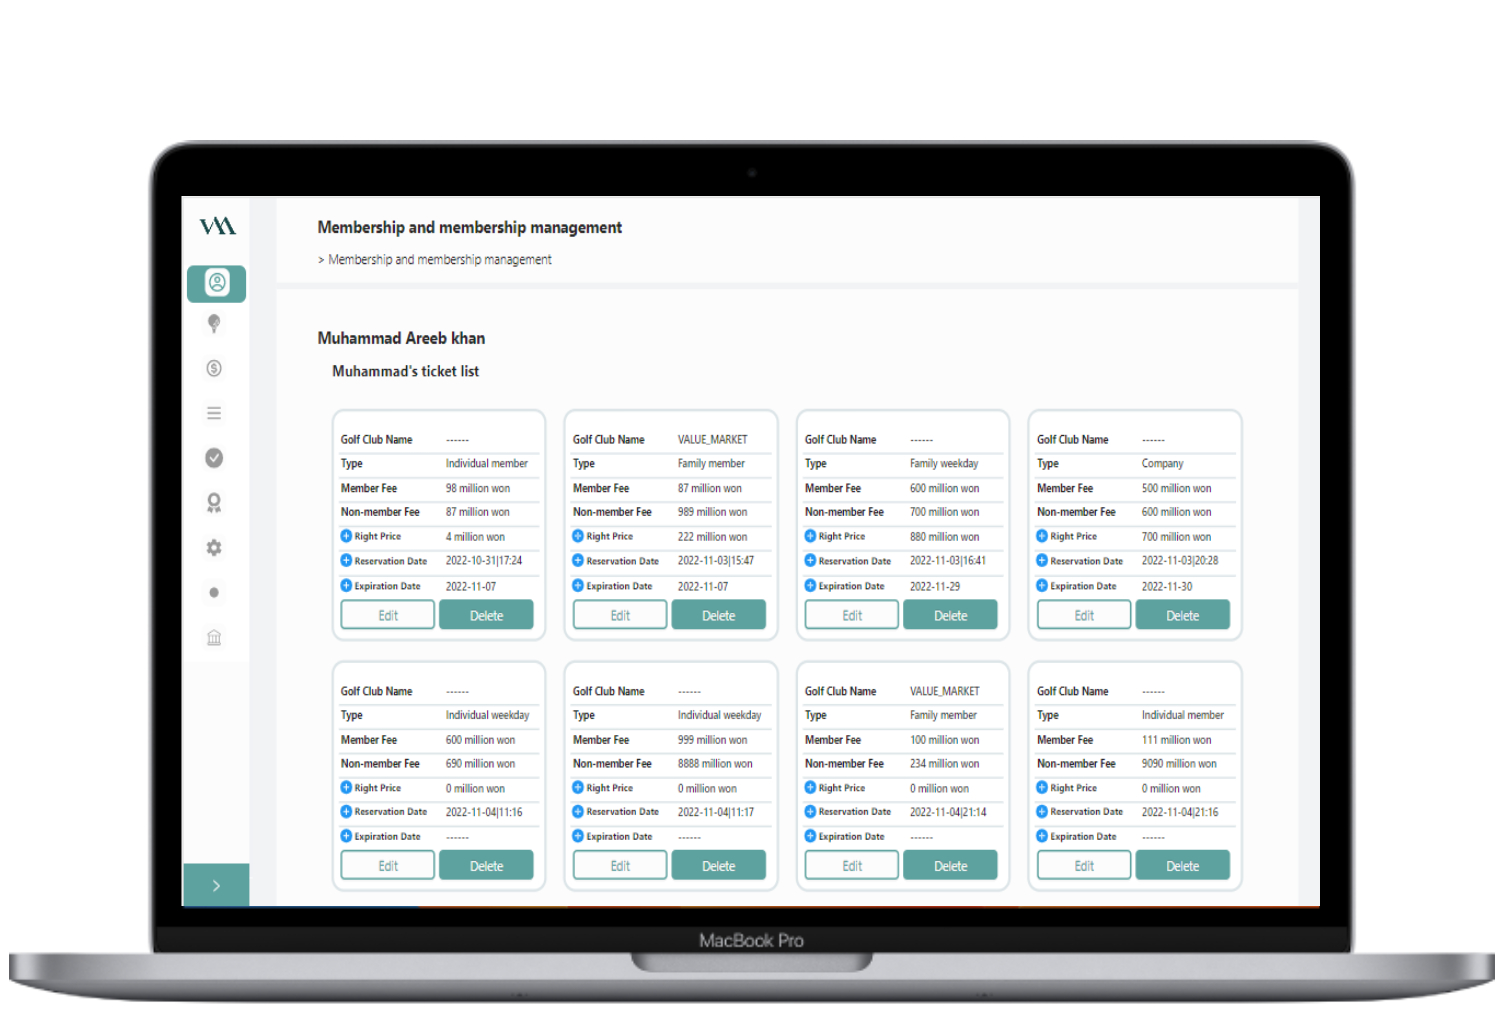 VM
Membership and membership management
> Membership and membership management
Muhammad Areeb khan
Muhammad's ticket list
Golf Club Name ------
Type Individual member
Member Fee 98 million won
Non-member Fee 87 million won
Right Price 4 million won
Reservation Date 2022-10-31|17:24
Expiration Date 2022-11-07
Edit Delete
Golf Club Name VALUE_MARKET
Type Family member
Member Fee 87 million won
Non-member Fee 989 million won
Right Price 222 million won
Reservation Date 2022-11-03|15:47
Expiration Date 2022-11-07
Edit Delete
Golf Club Name ------
Type Family weekday
Member Fee 600 million won
Non-member Fee 700 million won
Right Price 880 million won
Reservation Date 2022-11-03|16:41
Expiration Date 2022-11-29
Edit Delete
Golf Club Name ------
Type Company
Member Fee 500 million won
Non-member Fee 600 million won
Right Price 700 million won
Reservation Date 2022-11-03|20:28
Expiration Date 2022-11-30
Edit Delete
Golf Club Name ------
Type Individual weekday
Member Fee 600 million won
Non-member Fee 690 million won
Right Price 0 million won
Reservation Date 2022-11-04|11:16
Expiration Date ------
Edit Delete
Golf Club Name ------
Type Individual weekday
Member Fee 999 million won
Non-member Fee 8888 million won
Right Price 0 million won
Reservation Date 2022-11-04|11:17
Expiration Date ------
Edit Delete
Golf Club Name VALUE_MARKET
Type Family member
Member Fee 100 million won
Non-member Fee 234 million won
Right Price 0 million won
Reservation Date 2022-11-04|21:14
Expiration Date ------
Edit Delete
Golf Club Name ------
Type Individual member
Member Fee 111 million won
Non-member Fee 9090 million won
Right Price 0 million won
Reservation Date 2022-11-04|21:16
Expiration Date ------
Edit Delete
MacBook Pro